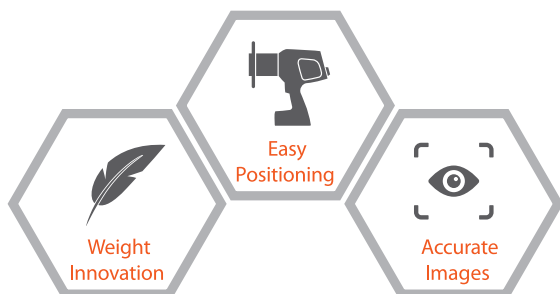 Easy
Positioning
Weight
Innovation
Accurate
Images